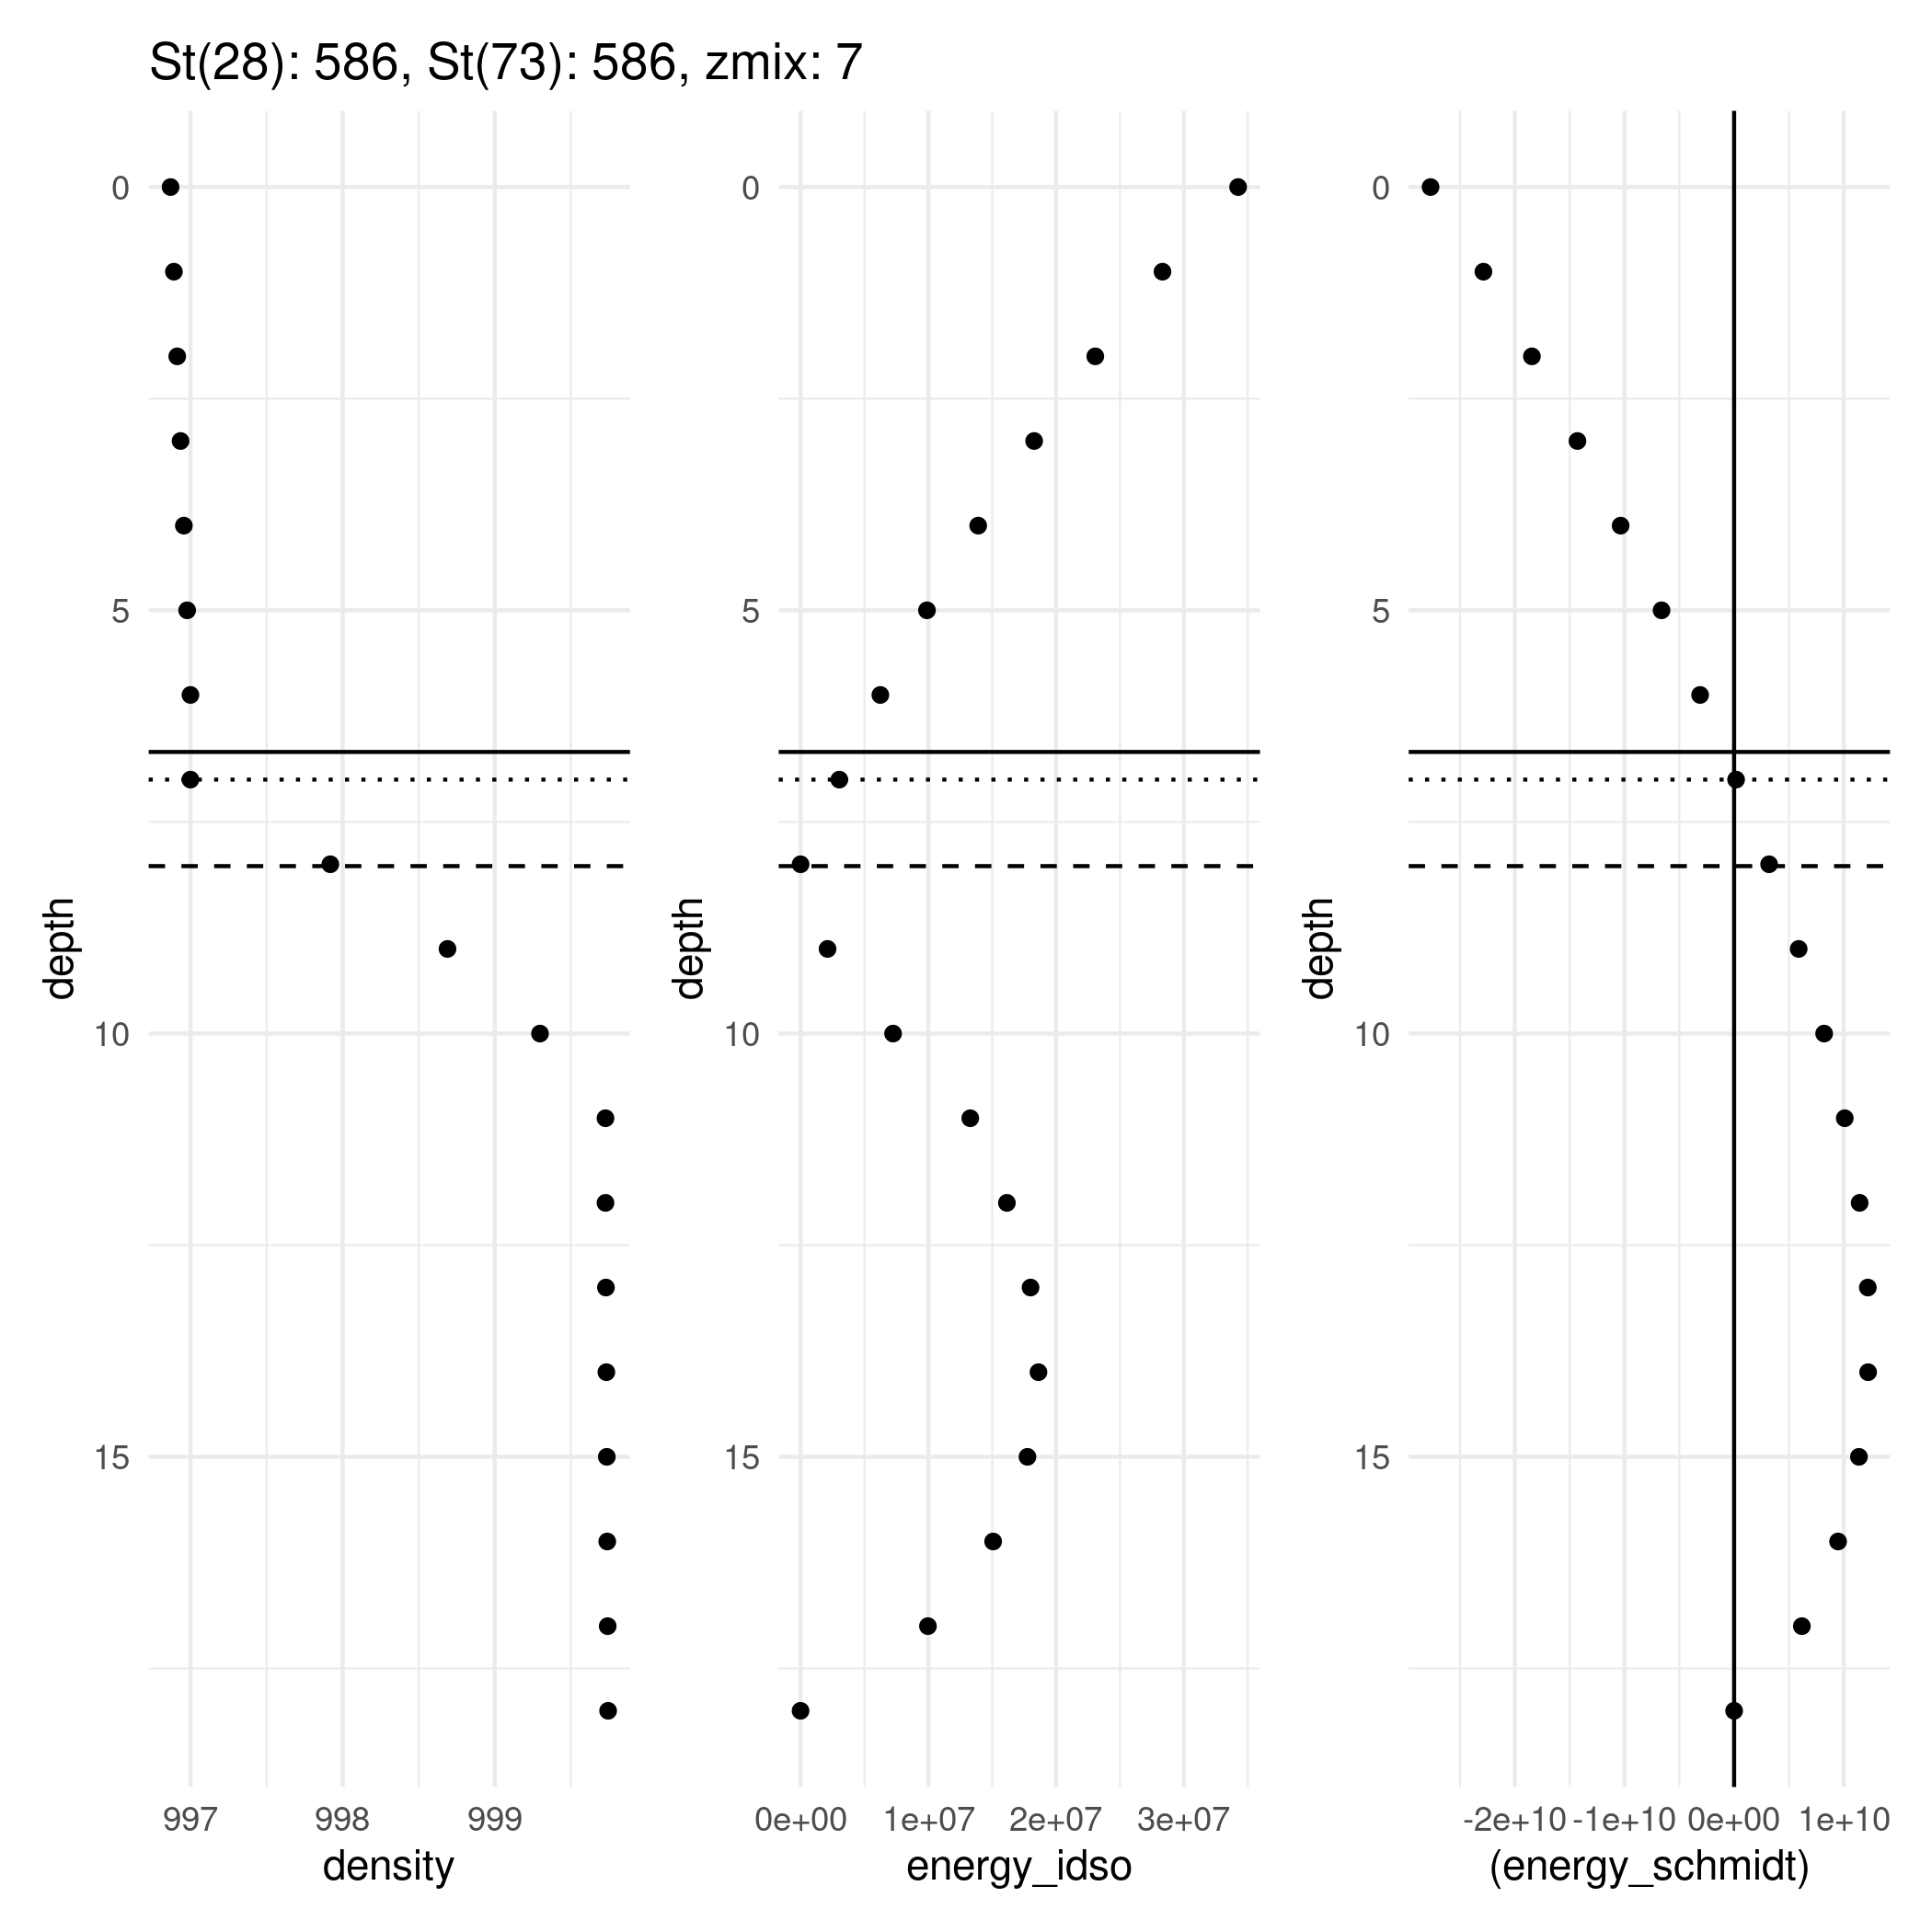 St(28): 586, St(73): 586, zmix: 7
depth
0
5
10
15
997 998 999
density
depth
0
5
10
15
0e+00 1e+07 2e+07 3e+07
energy_idso
depth
0
5
10
15
-2e+10 -1e+10 0e+00 1e+10
(energy_schmidt)